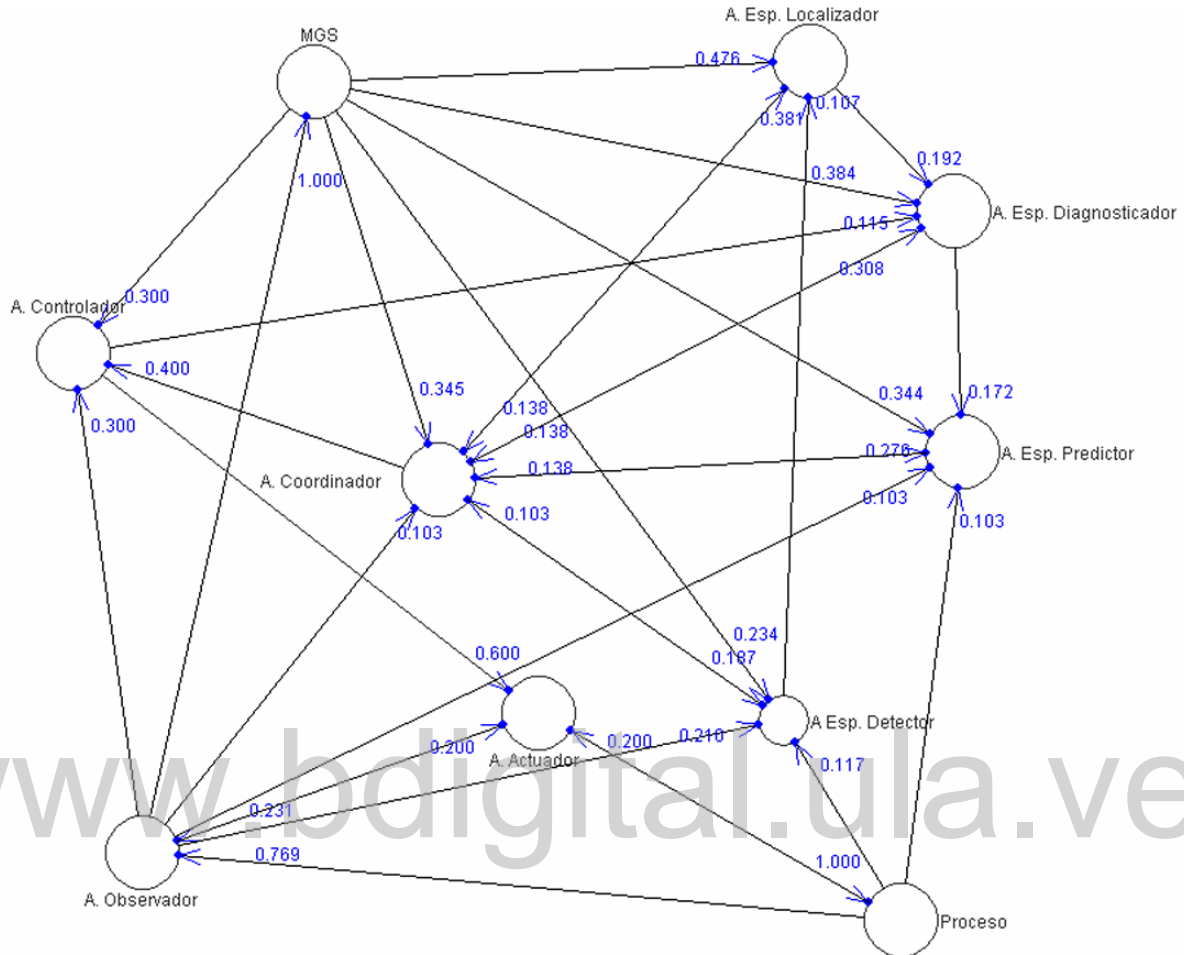 A. Esp. Localizador
MGS
0.476
0.107
0.381
0.192
1.000
0.384
A. Esp. Diagnosticador
0.115
0.308
0.300
A. Controlador
0.400
0.345
0.344
0.172
0.138
0.300
0.138
0.276
A. Esp. Predictor
0.138
A. Coordinador
0.103
0.103
0.103
0.103
0.234
0.600
0.187
A Esp. Detector
0.210
0.200
0.200
A. Actuador
0.117
www.bdigital.ula.ve
0.231
0.769
1.000
A. Observador
Proceso